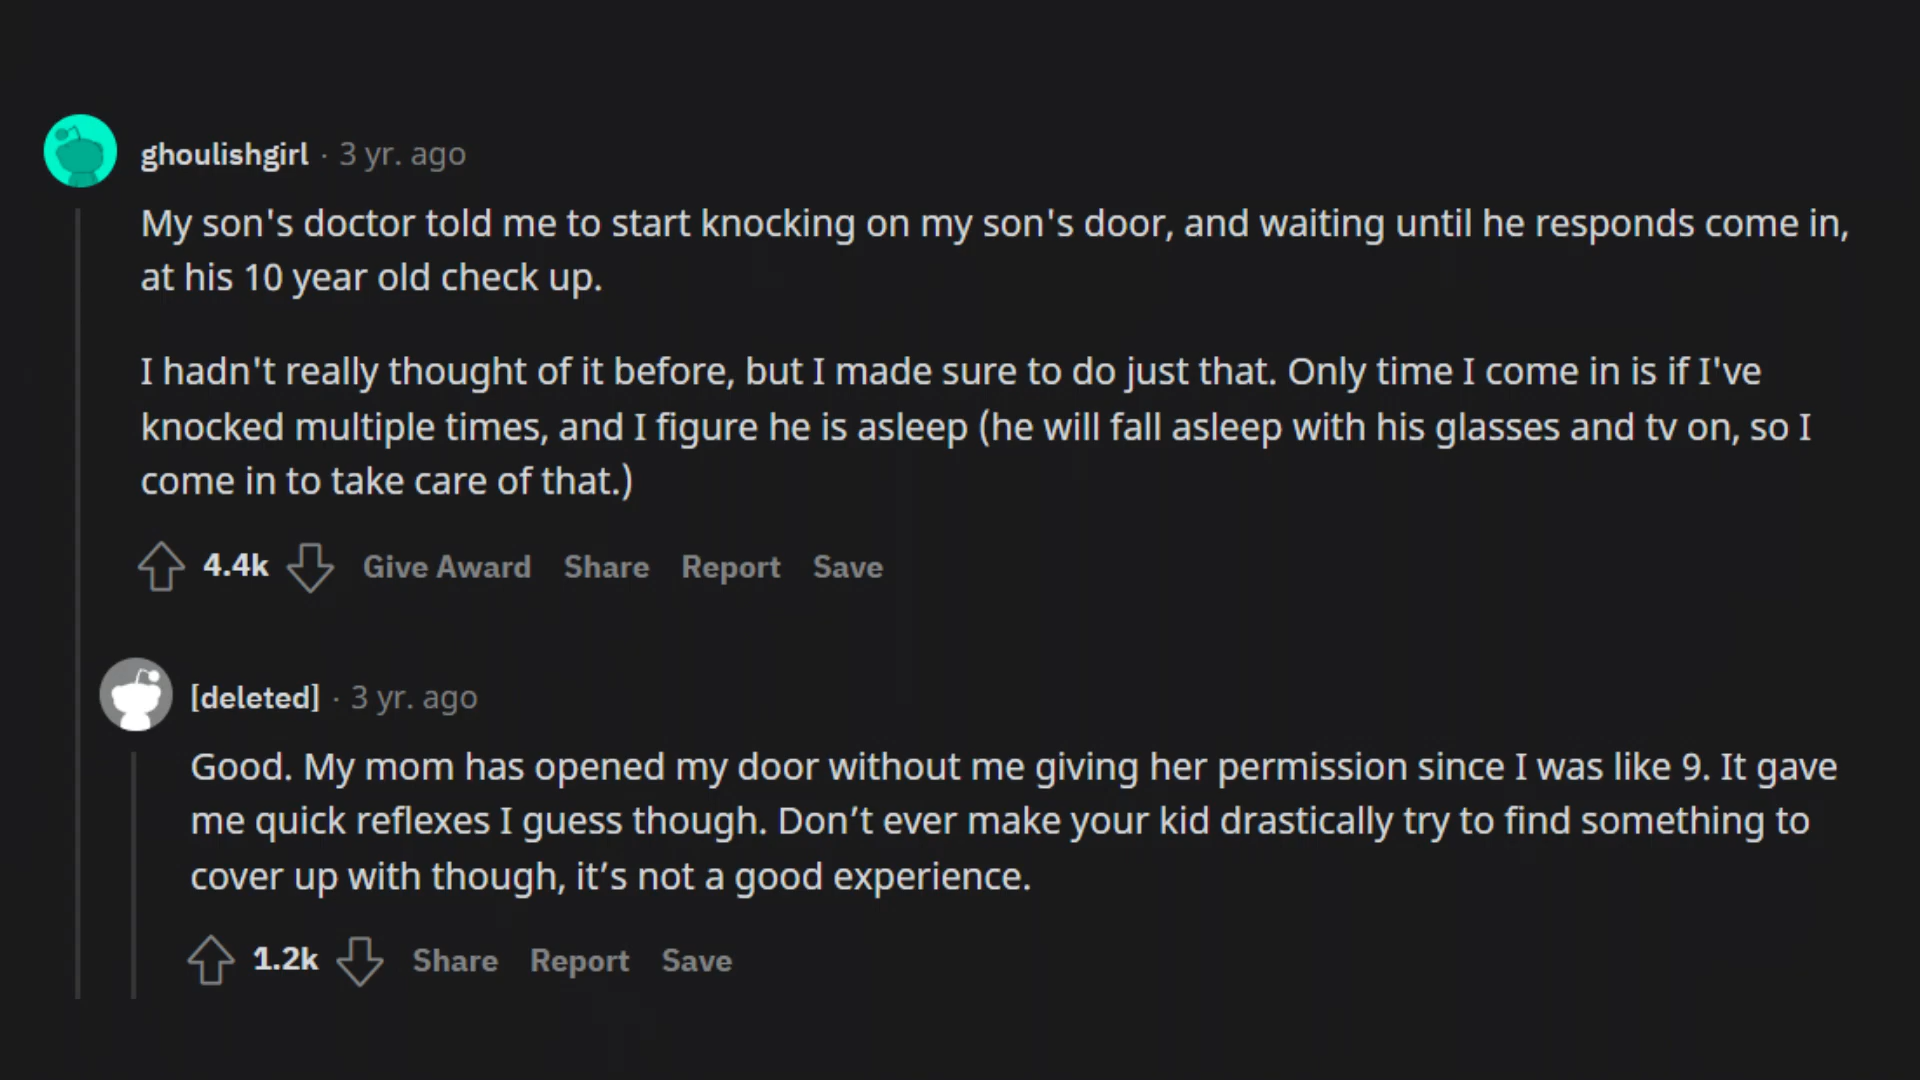 ghoulishgirl · 3 yr. ago
My son's doctor told me to start knocking on my son's door, and waiting until he responds come in,
at his 10 year old check up.
I hadn't really thought of it before, but I made sure to do just that. Only time I come in is if I've
knocked multiple times, and I figure he is asleep (he will fall asleep with his glasses and tv on, so I
come in to take care of that.)
4.4k Give Award Share Report Save
[deleted] · 3 yr. ago
Good. My mom has opened my door without me giving her permission since I was like 9. It gave
me quick reflexes I guess though. Don’t ever make your kid drastically try to find something to
cover up with though, it’s not a good experience.
1.2k Share Report Save